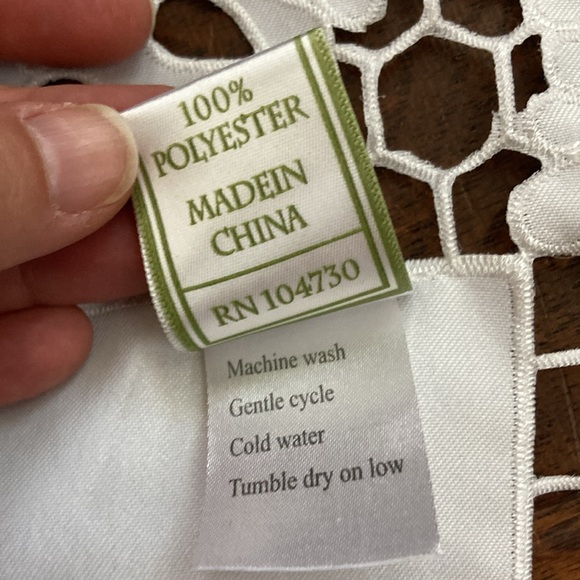 100%
POLYESTER
MADEIN
CHINA
RN 104730
Machine wash
Gentle cycle
Cold water
Tumble dry on low